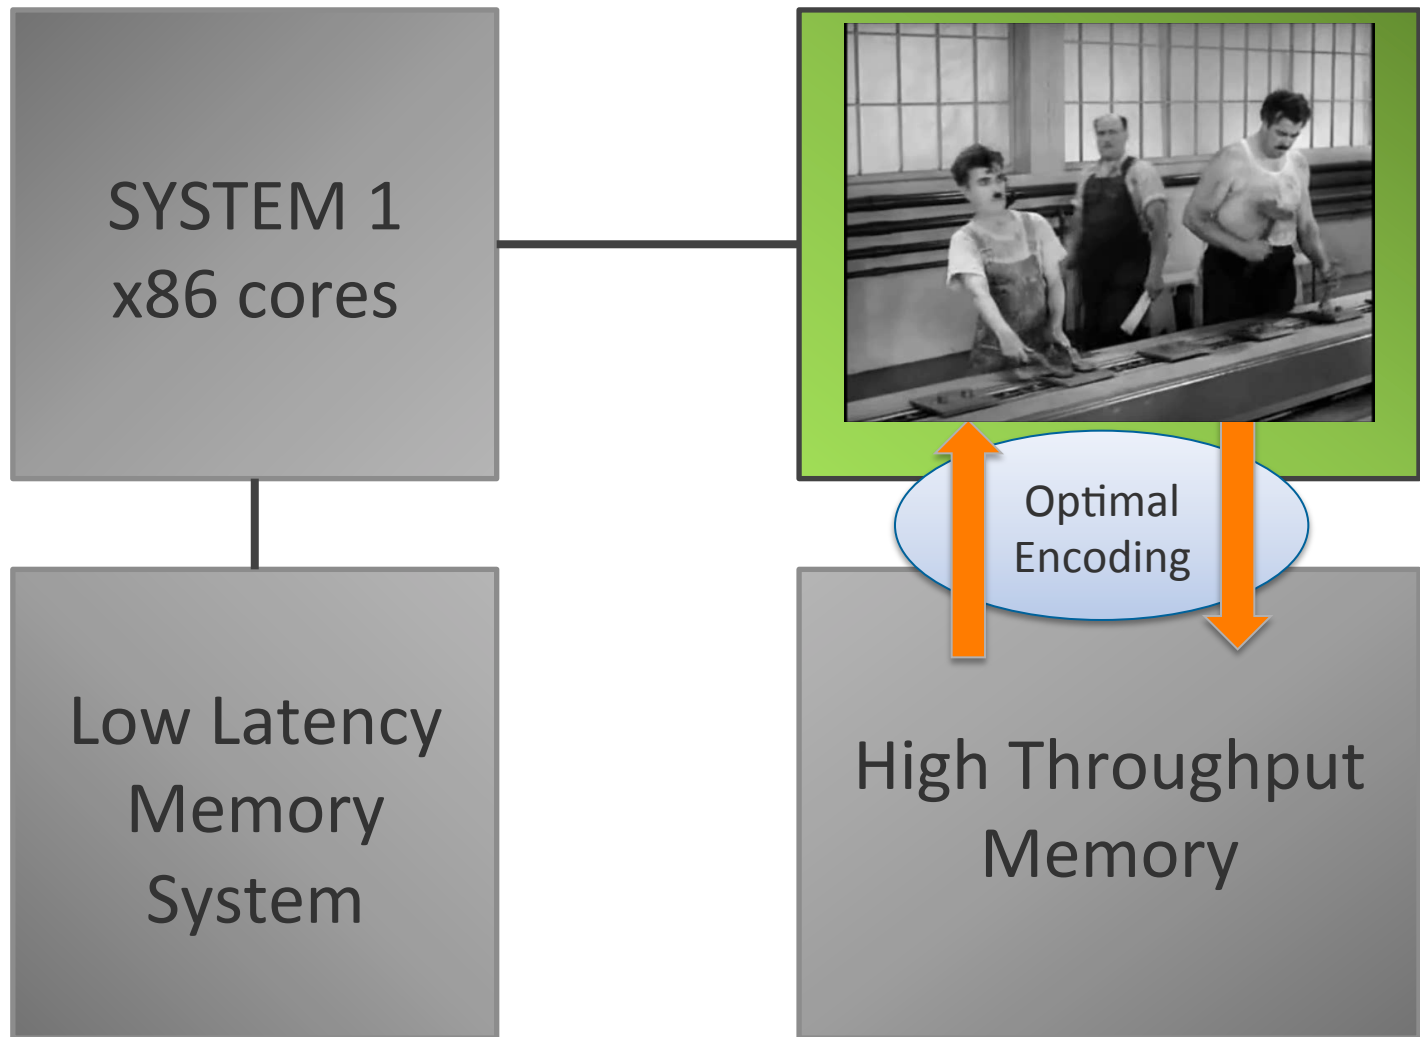 SYSTEM 1
x86 cores
Optimal
Encoding
Low Latency
Memory
System
High Throughput
Memory